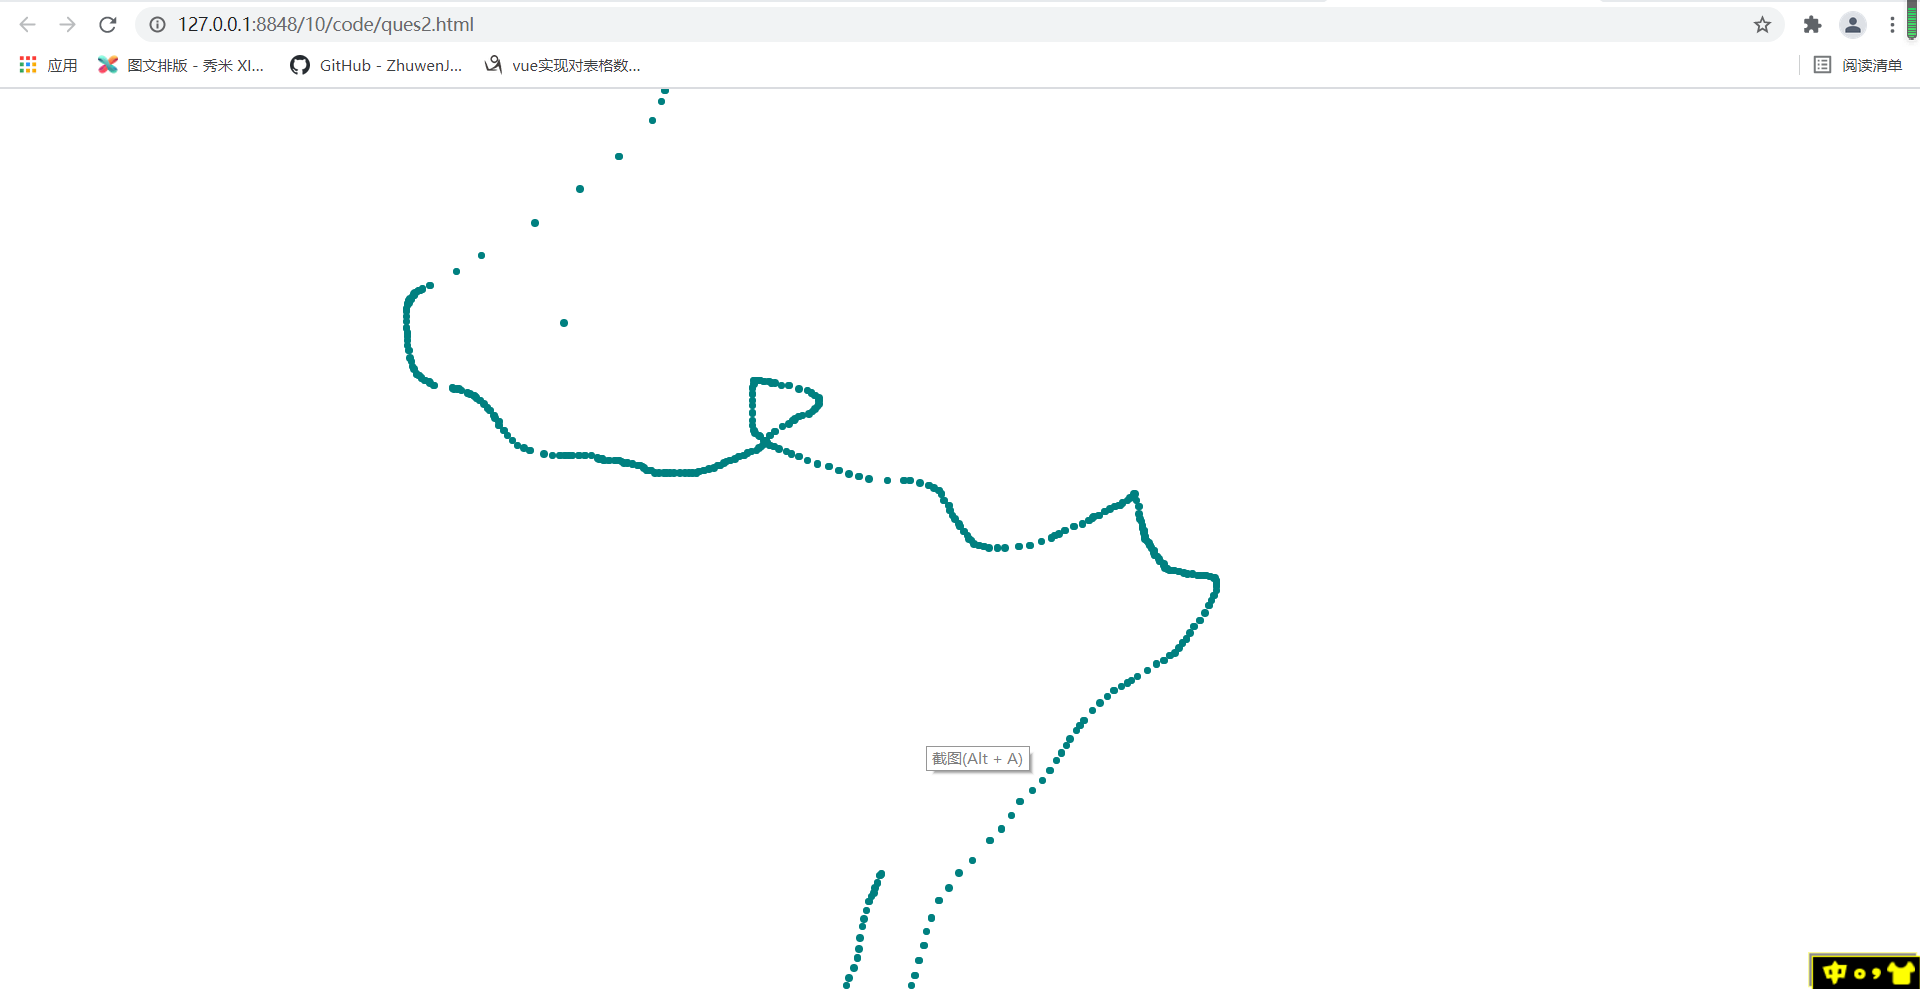 127.0.0.1:8848/10/code/ques2.html
应用 图文排版 - 秀米 XI... GitHub - ZhuwenJ... vue实现对表格数... 阅读清单
截图(Alt + A)
中